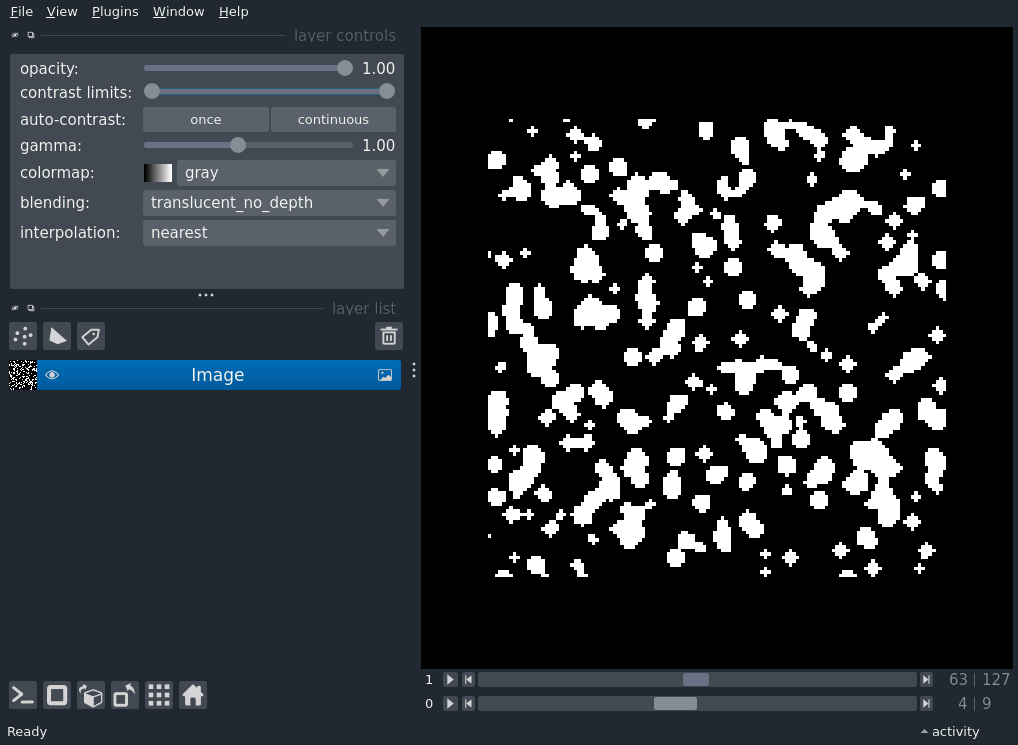 File View Plugins Window Help
layer controls
opacity: 1.00
contrast limits:
auto-contrast: once continuous
gamma: 1.00
colormap: gray
blending: translucent_no_depth
interpolation: nearest
layer list
Image
1 63 | 127
0 4 | 9
Ready activity